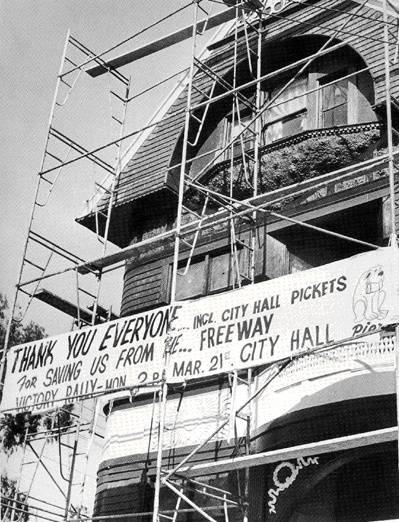 THANK YOU EVERYONE... INCL. CITY HALL PICKETS
FOR SAVING US FROM THE... FREEWAY
VICTORY RALLY-MON. 2 P. MAR. 21ST CITY HALL